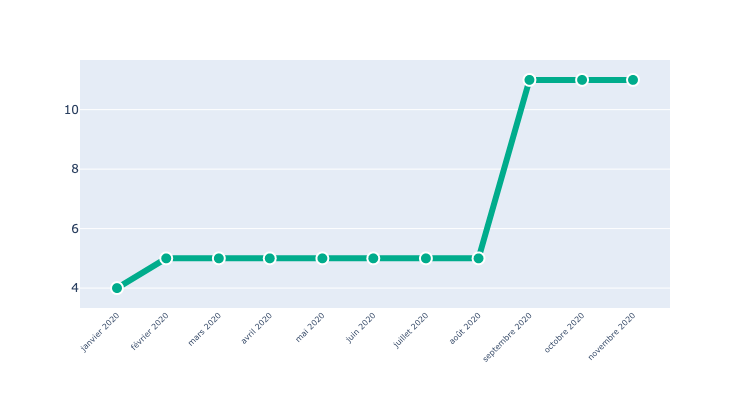 10
8
6
4
janvier 2020
février 2020
mars 2020
avril 2020
mai 2020
juin 2020
juillet 2020
août 2020
septembre 2020
octobre 2020
novembre 2020